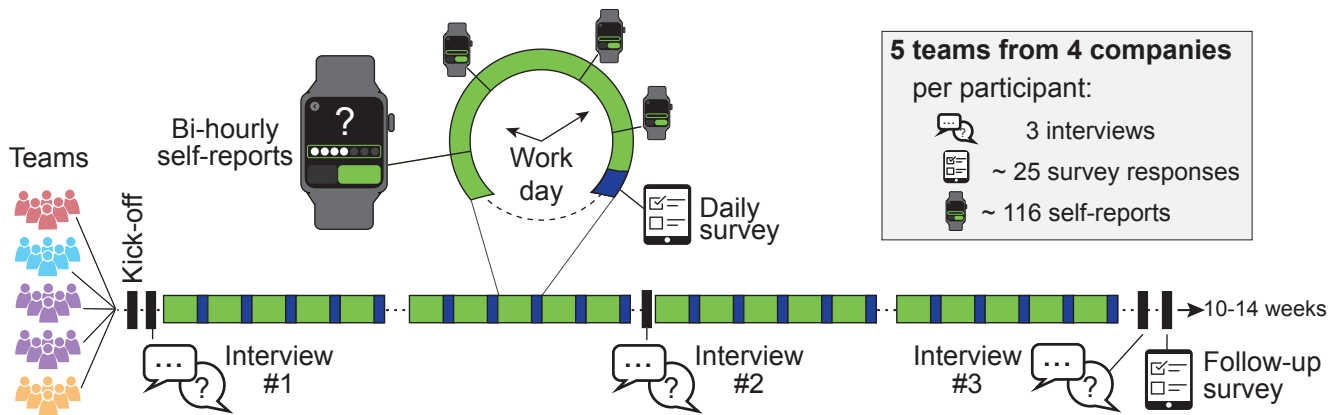 Teams
Kick-off
Bi-hourly
self-reports
?
Work
day
Daily
survey
5 teams from 4 companies
per participant:
...
?
3 interviews
~ 25 survey responses
~ 116 self-reports
10-14 weeks
...
?
Interview
#1
...
?
Interview
#2
Interview
#3
...
?
Follow-up
survey